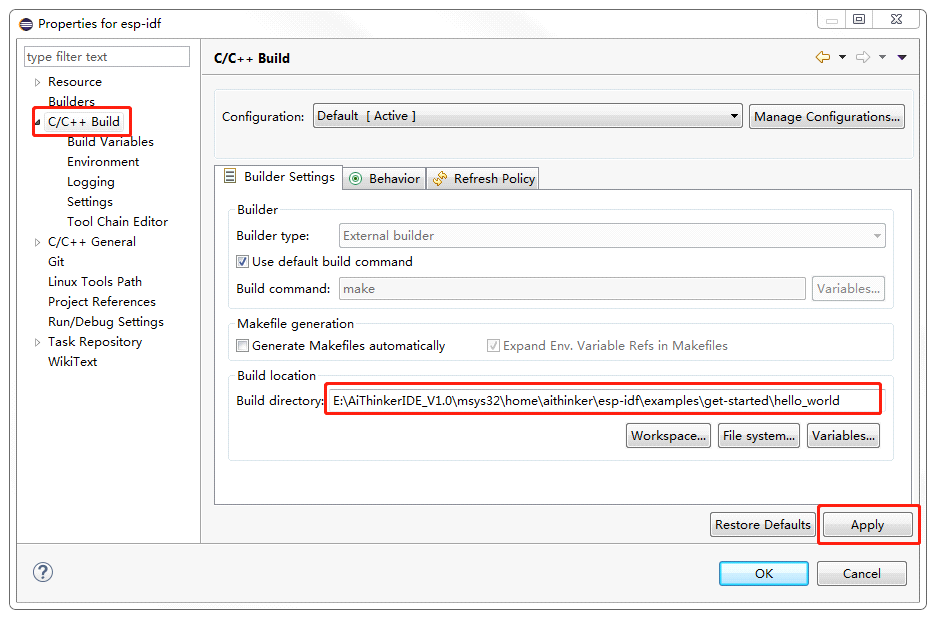 Properties for esp-idf
type filter text
Resource
Builders
C/C++ Build
Build Variables
Environment
Logging
Settings
Tool Chain Editor
C/C++ General
Git
Linux Tools Path
Project References
Run/Debug Settings
Task Repository
WikiText
C/C++ Build
Configuration: Default [ Active ] Manage Configurations...
Builder Settings Behavior Refresh Policy
Builder
Builder type: External builder
Use default build command
Build command: make Variables...
Makefile generation
Generate Makefiles automatically Expand Env. Variable Refs in Makefiles
Build location
Build directory: E:\AiThinkerIDE_V1.0\msys32\home\aithinker\esp-idf\examples\get-started\hello_world
Workspace... File system... Variables...
Restore Defaults Apply
? OK Cancel